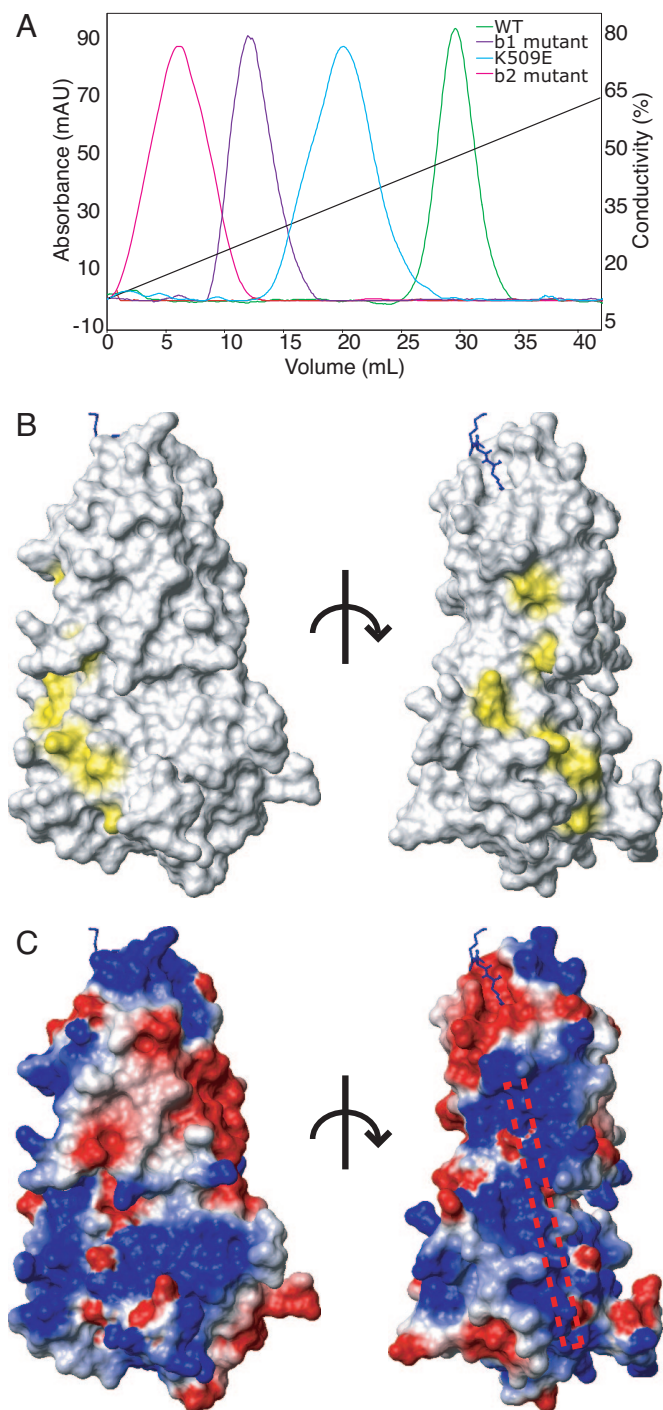 A
WT
b1 mutant
K509E
b2 mutant
Absorbance (mAU)
90
70
50
30
10
-10
Conductivity (%)
80
65
50
35
20
5
0 5 10 15 20 25 30 35 40
Volume (mL)
B
C